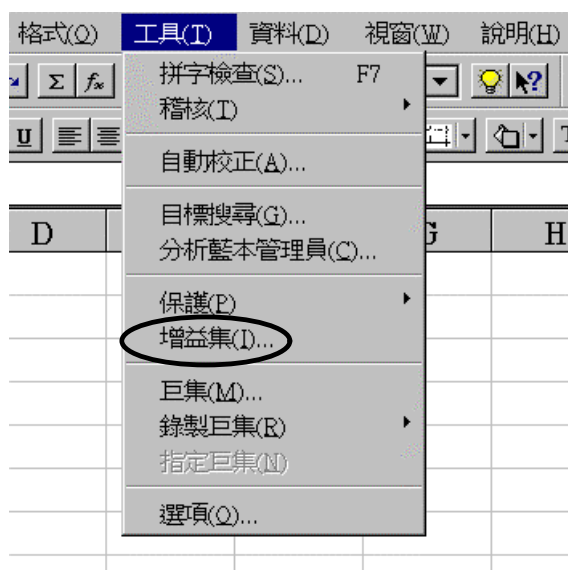 格式(O) 工具(T) 資料(D) 視窗(W) 說明(H)
Σ fx ?
拼字檢查(S)... F7
稽核(T)
U
自動校正(A)...
目標搜尋(G)...
分析藍本管理員(C)...
D G H
保護(P)
增益集(I)...
巨集(M)...
錄製巨集(R)
指定巨集(N)
選項(O)...